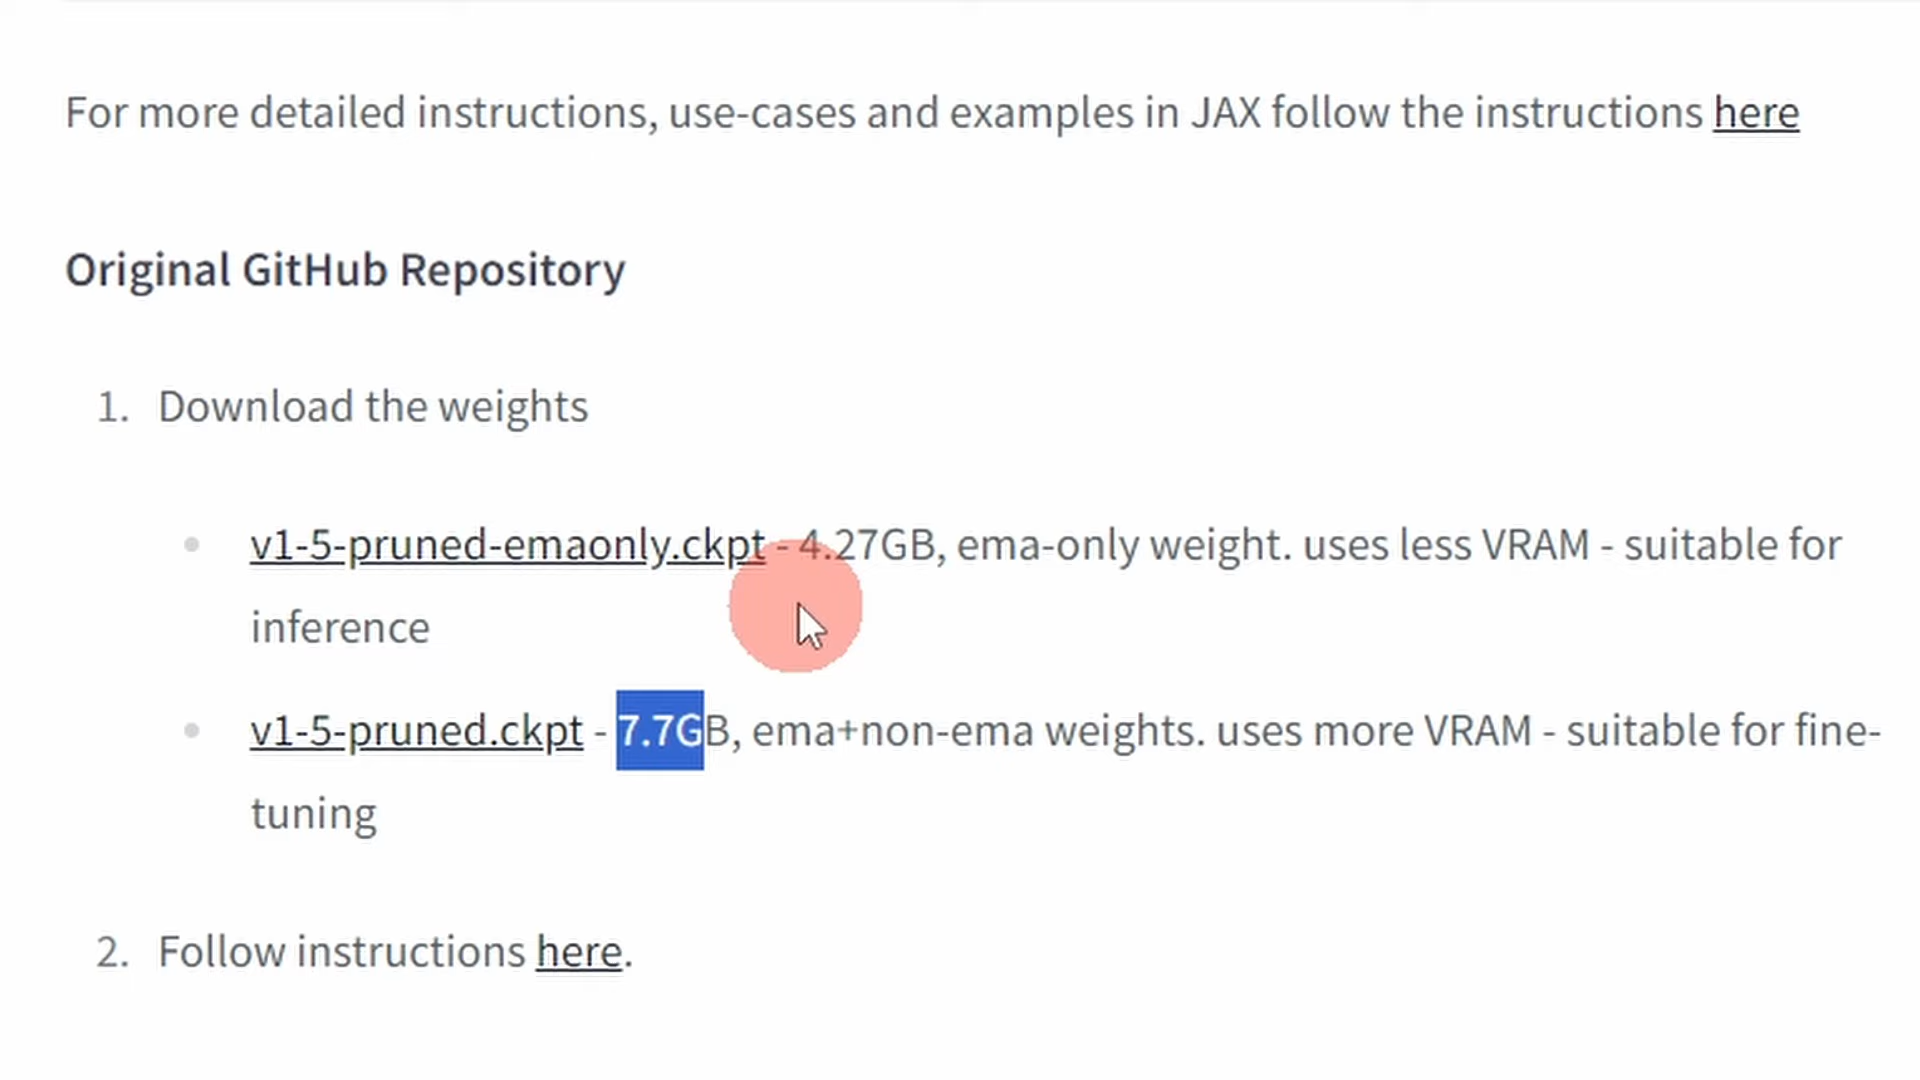 For more detailed instructions, use-cases and examples in JAX follow the instructions here
Original GitHub Repository
1. Download the weights
v1-5-pruned-emaonly.ckpt - 4.27GB, ema-only weight. uses less VRAM - suitable for
inference
v1-5-pruned.ckpt - 7.7GB, ema+non-ema weights. uses more VRAM - suitable for fine-
tuning
2. Follow instructions here.